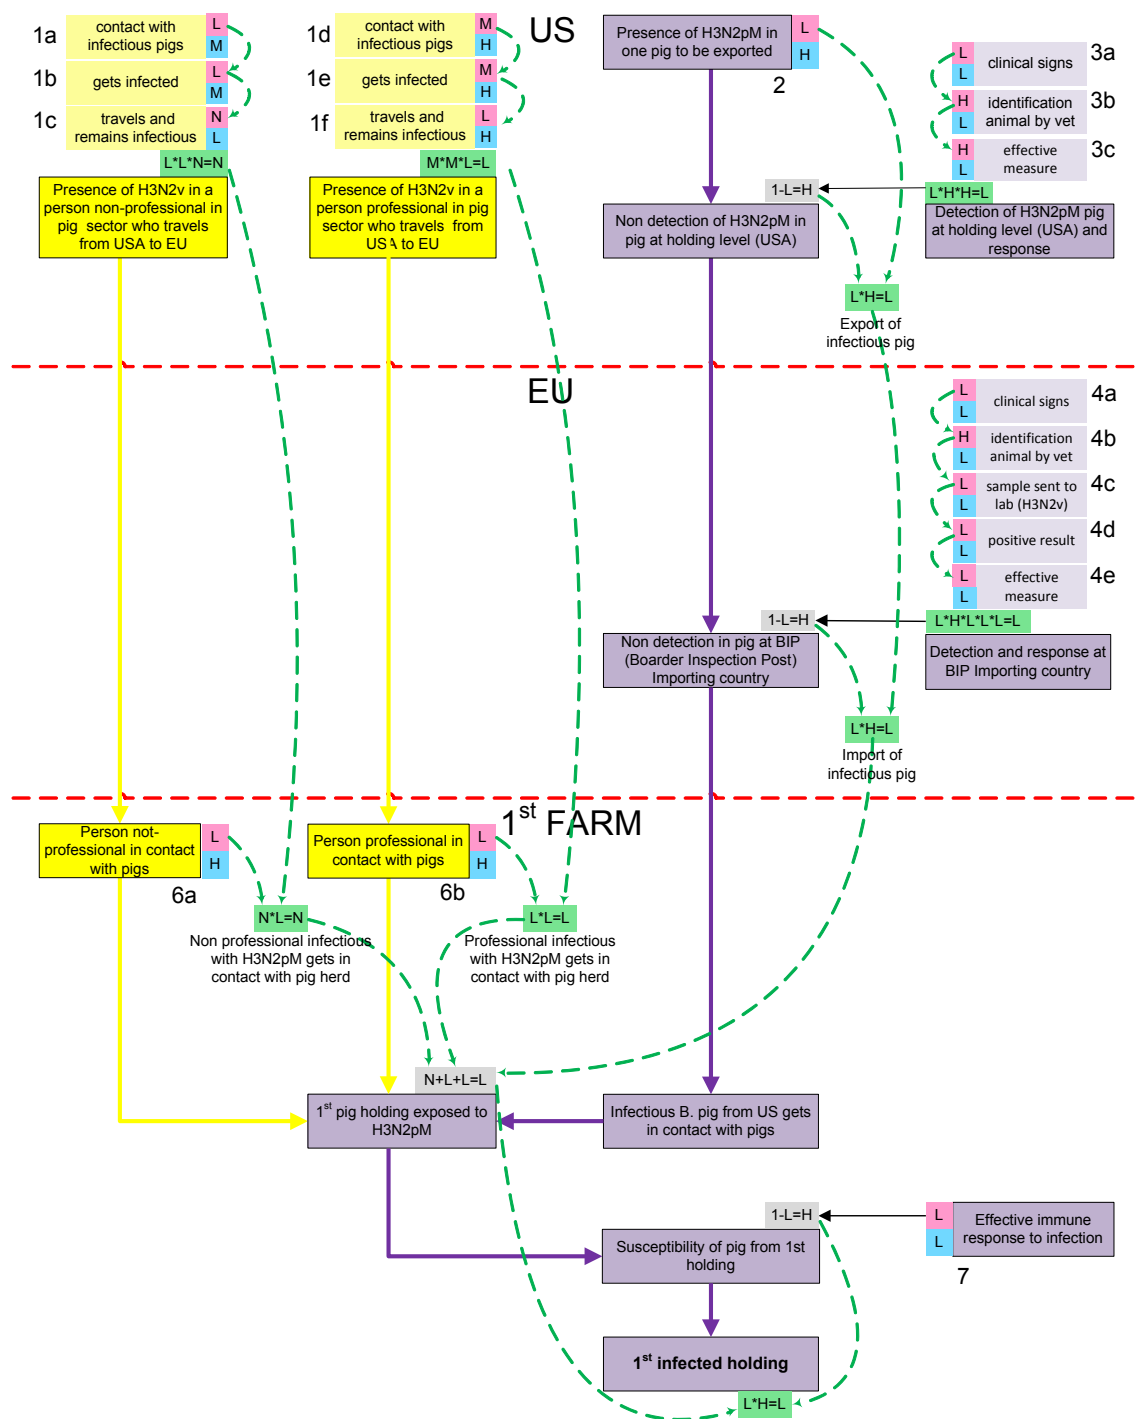 US
1a
contact with
infectious pigs
L
M
1b
gets infected
L
M
1c
travels and
remains infectious
N
L
L*L*N=N
Presence of H3N2v in a
person non-professional in
pig sector who travels
from USA to EU
1d
contact with
infectious pigs
M
H
1e
gets infected
M
H
1f
travels and
remains infectious
L
H
M*M*L=L
Presence of H3N2v in a
person professional in pig
sector who travels from
USA to EU
Presence of H3N2pM in
one pig to be exported
L
H
2
L
L
clinical signs
3a
H
L
identification
animal by vet
3b
H
L
effective
measure
3c
1-L=H
L*H*H=L
Non detection of H3N2pM in
pig at holding level (USA)
Detection of H3N2pM pig
at holding level (USA) and
response
L*H=L
Export of
infectious pig
EU
L
L
clinical signs
4a
H
L
identification
animal by vet
4b
L
L
sample sent to
lab (H3N2v)
4c
L
L
positive result
4d
L
L
effective
measure
4e
1-L=H
L*H*L*L*L=L
Non detection in pig at BIP
(Boarder Inspection Post)
Importing country
Detection and response at
BIP Importing country
L*H=L
Import of
infectious pig
1st FARM
Person not-
professional in contact
with pigs
L
H
6a
Person professional in
contact with pigs
L
H
6b
N*L=N
Non professional infectious
with H3N2pM gets in
contact with pig herd
L*L=L
Professional infectious
with H3N2pM gets in
contact with pig herd
N+L+L=L
1st pig holding exposed to
H3N2pM
Infectious B. pig from US gets
in contact with pigs
1-L=H
L
L
Effective immune
response to infection
7
Susceptibility of pig from 1st
holding
1st infected holding
L*H=L